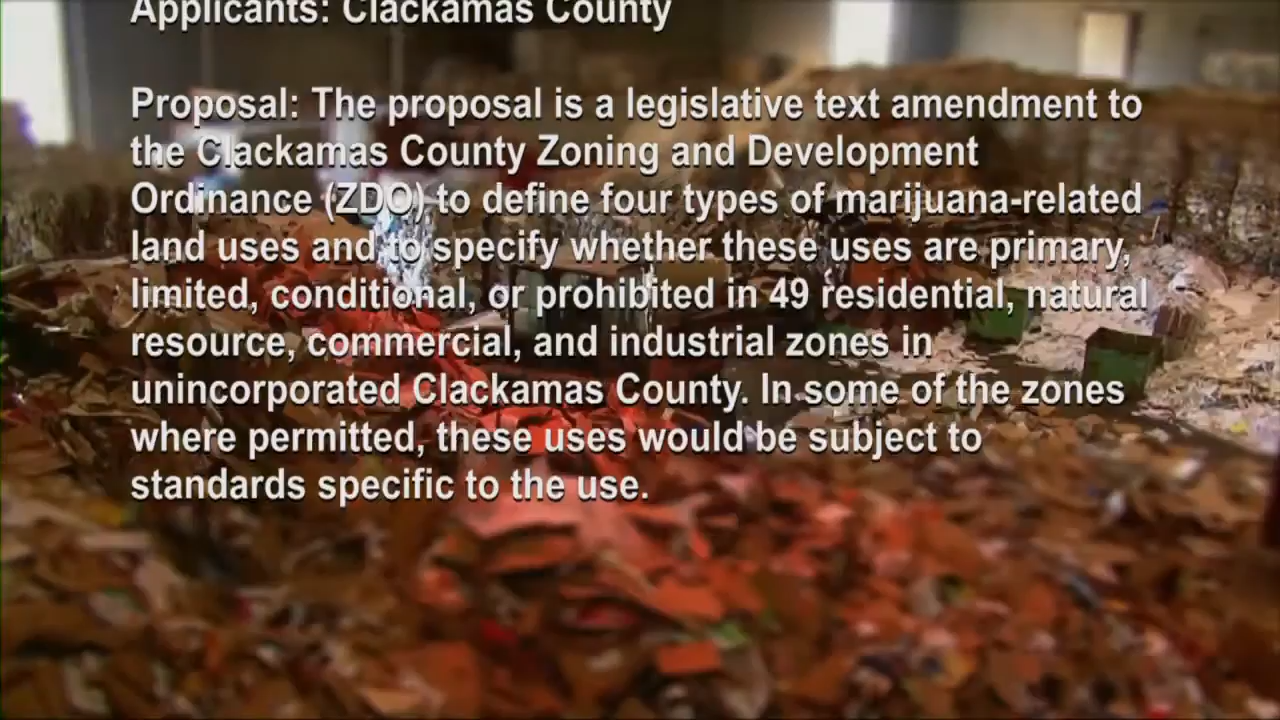 Applicants: Clackamas County
Proposal: The proposal is a legislative text amendment to
the Clackamas County Zoning and Development
Ordinance (ZDO) to define four types of marijuana-related
land uses and to specify whether these uses are primary,
limited, conditional, or prohibited in 49 residential, natural
resource, commercial, and industrial zones in
unincorporated Clackamas County. In some of the zones
where permitted, these uses would be subject to
standards specific to the use.